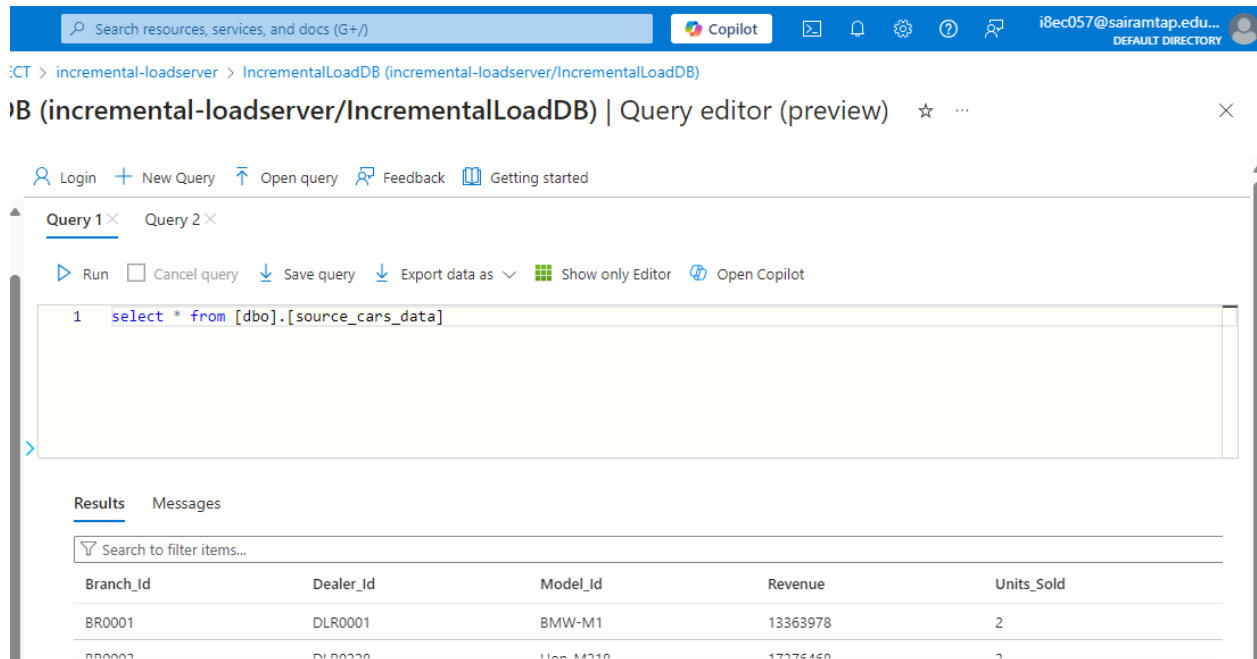 Search resources, services, and docs (G+/) Copilot i8ec057@sairamtap.edu...
DEFAULT DIRECTORY
ECT > incremental-loadserver > IncrementalLoadDB (incremental-loadserver/IncrementalLoadDB)
DB (incremental-loadserver/IncrementalLoadDB) | Query editor (preview) ☆ ...
Login New Query Open query Feedback Getting started
Query 1 Query 2
Run Cancel query Save query Export data as Show only Editor Open Copilot
1 select * from [dbo].[source_cars_data]
Results Messages
Search to filter items...
Branch_Id Dealer_Id Model_Id Revenue Units_Sold
BR0001 DLR0001 BMW-M1 13363978 2